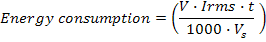 Energy consumption = (V · Irms · t / 1000 · Vs)